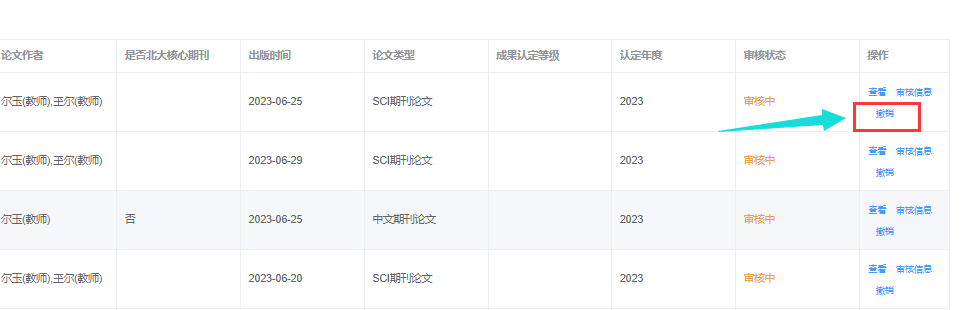 论文作者 是否北大核心期刊 出版时间 论文类型 成果认定等级 认定年度 审核状态 操作
尔玉(教师),玊尔(教师) 2023-06-25 SCI期刊论文 2023 审核中 查看 审核信息
撤销
尔玉(教师),玊尔(教师) 2023-06-29 SCI期刊论文 2023 审核中 查看 审核信息
撤销
尔玉(教师) 否 2023-06-25 中文期刊论文 2023 审核中 查看 审核信息
撤销
尔玉(教师),玊尔(教师) 2023-06-20 SCI期刊论文 2023 审核中 查看 审核信息
撤销